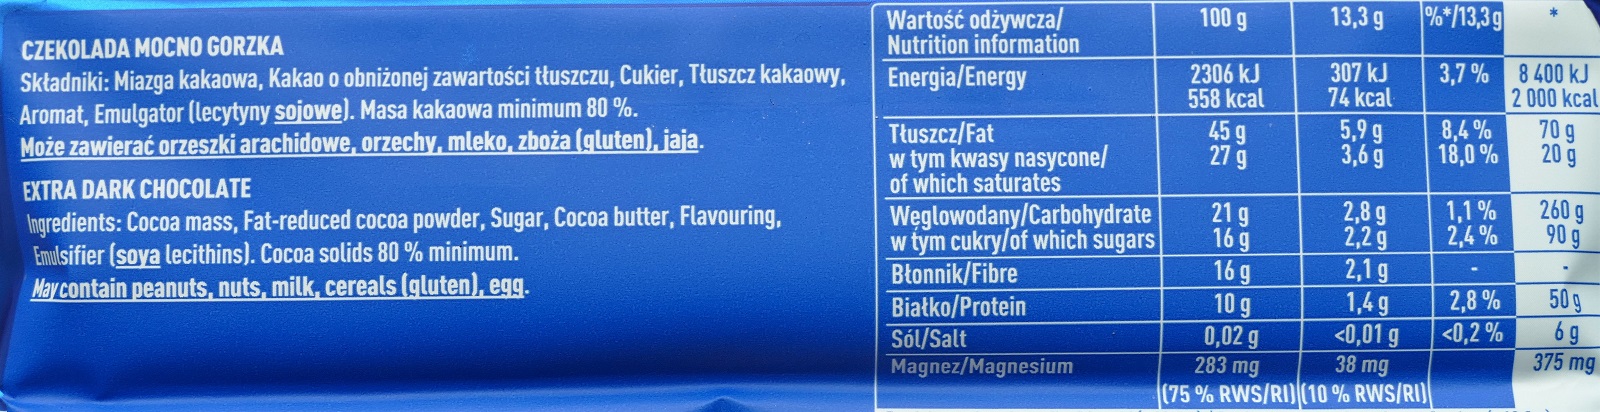 CZEKOLADA MOCNO GORZKA
Składniki: Miazga kakaowa, Kakao o obniżonej zawartości tłuszczu, Cukier, Tłuszcz kakaowy,
Aromat, Emulgator (lecytyny sojowe). Masa kakaowa minimum 80 %.
Może zawierać orzeszki arachidowe, orzechy, mleko, zboża (gluten), jaja.
EXTRA DARK CHOCOLATE
Ingredients: Cocoa mass, Fat-reduced cocoa powder, Sugar, Cocoa butter, Flavouring,
Emulsifier (soya lecithins). Cocoa solids 80 % minimum.
May contain peanuts, nuts, milk, cereals (gluten), egg.
Wartość odżywcza/ 100 g 13,3 g %*/13,3g *
Nutrition information
Energia/Energy 2306 kJ 307 kJ 3,7 % 8 400 kJ
558 kcal 74 kcal 2 000 kcal
Tłuszcz/Fat 45 g 5,9 g 8,4 % 70 g
w tym kwasy nasycone/ 27 g 3,6 g 18,0 % 20 g
of which saturates
Węglowodany/Carbohydrate 21 g 2,8 g 1,1 % 260 g
w tym cukry/of which sugars 16 g 2,2 g 2,4 % 90 g
Błonnik/Fibre 16 g 2,1 g - -
Białko/Protein 10 g 1,4 g 2,8 % 50 g
Sól/Salt 0,02 g <0,01 g <0,2 % 6 g
Magnez/Magnesium 283 mg 38 mg 375 mg
(75 % RWS/RI) (10 % RWS/RI)